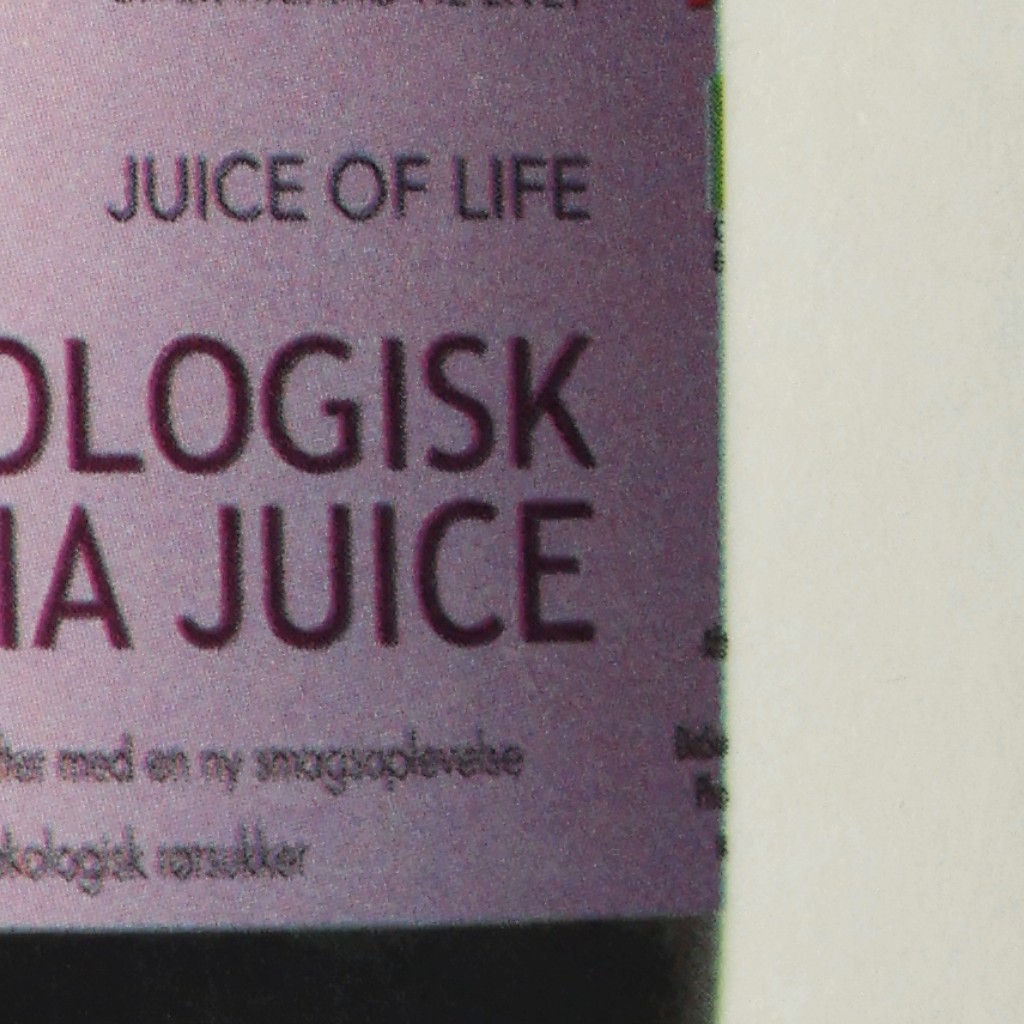 JUICE OF LIFE
OLOGISK
IA JUICE
med en ny smagsoplevelse
økologisk rørsukker